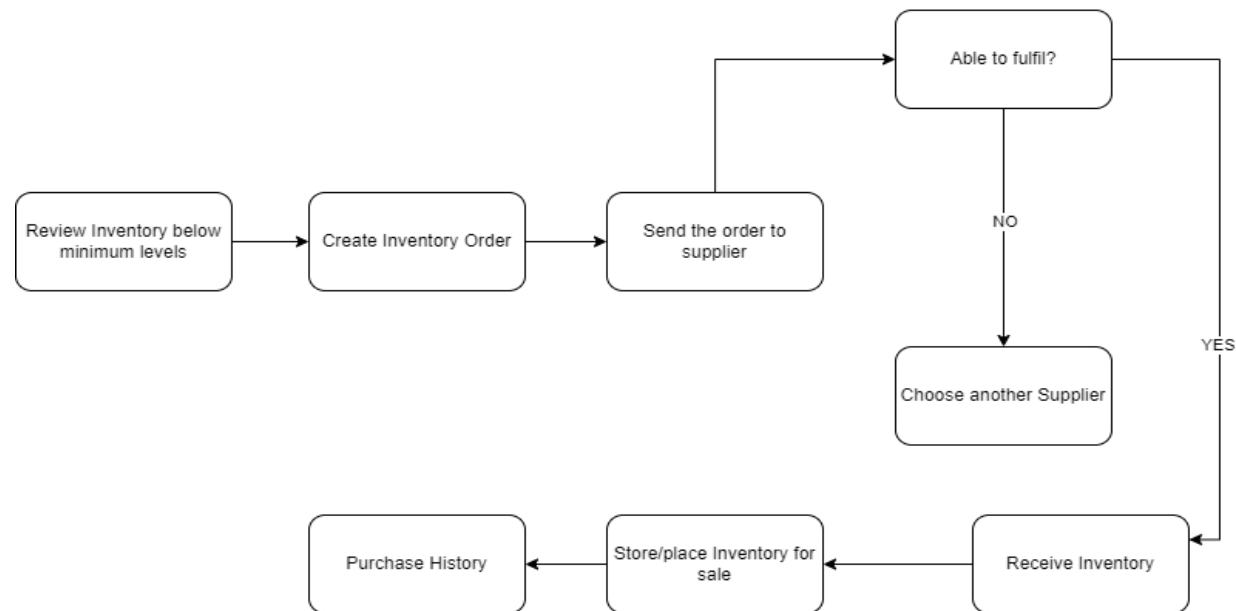 Able to fulfil?
Review Inventory below
minimum levels
Create Inventory Order
Send the order to
supplier
NO
YES
Choose another Supplier
Purchase History
Store/place Inventory for
sale
Receive Inventory